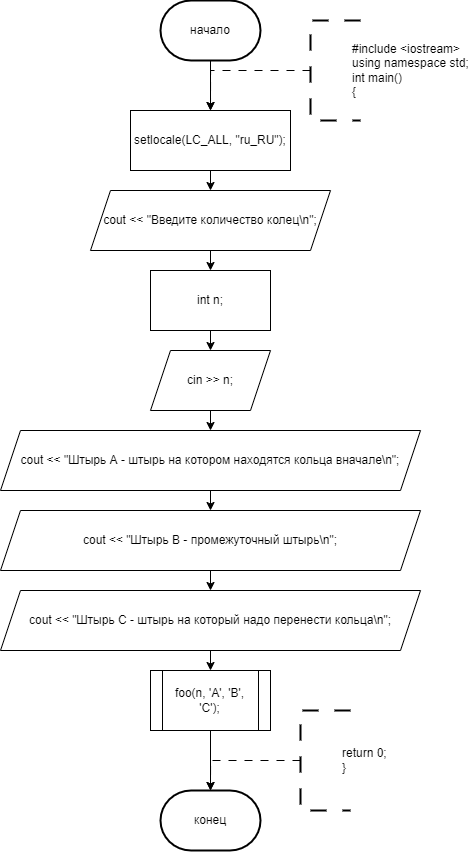 начало
#include <iostream>
using namespace std;
int main()
{
setlocale(LC_ALL, "ru_RU");
cout << "Введите количество колец\n";
int n;
cin >> n;
cout << "Штырь А - штырь на котором находятся кольца вначале\n";
cout << "Штырь B - промежуточный штырь\n";
cout << "Штырь С - штырь на который надо перенести кольца\n";
foo(n, 'A', 'B',
'C');
return 0;
}
конец